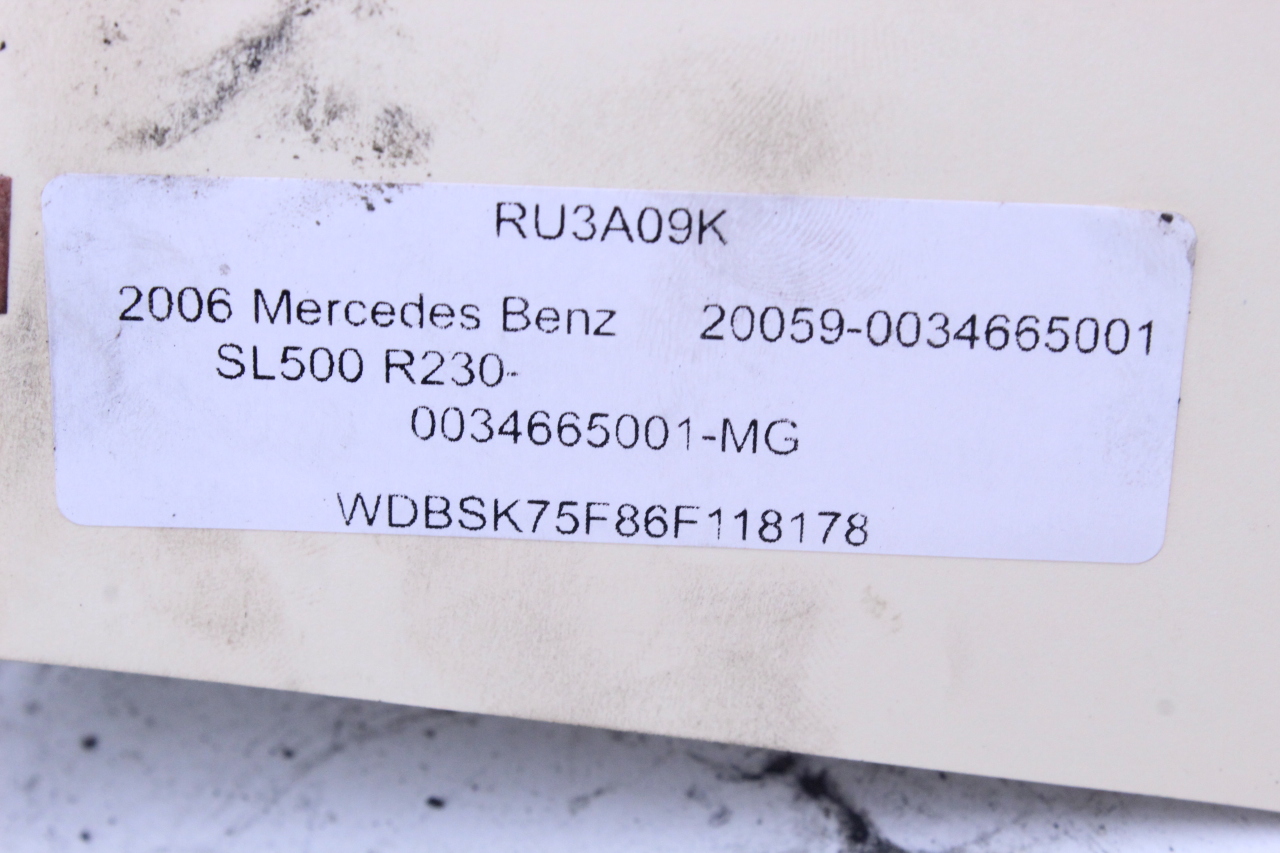 RU3A09K
2006 Mercedes Benz 20059-0034665001
SL500 R230-
0034665001-MG
WDBSK75F86F118178